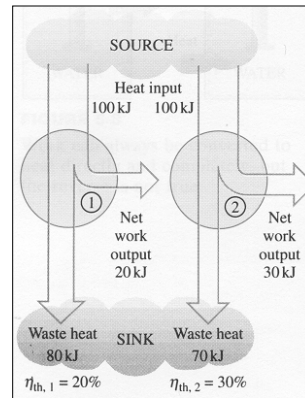 SOURCE
Heat input
100 kJ 100 kJ
1
2
Net
work
output
20 kJ
Net
work
output
30 kJ
Waste heat
80 kJ
SINK
Waste heat
70 kJ
ηth, 1 = 20%
ηth, 2 = 30%